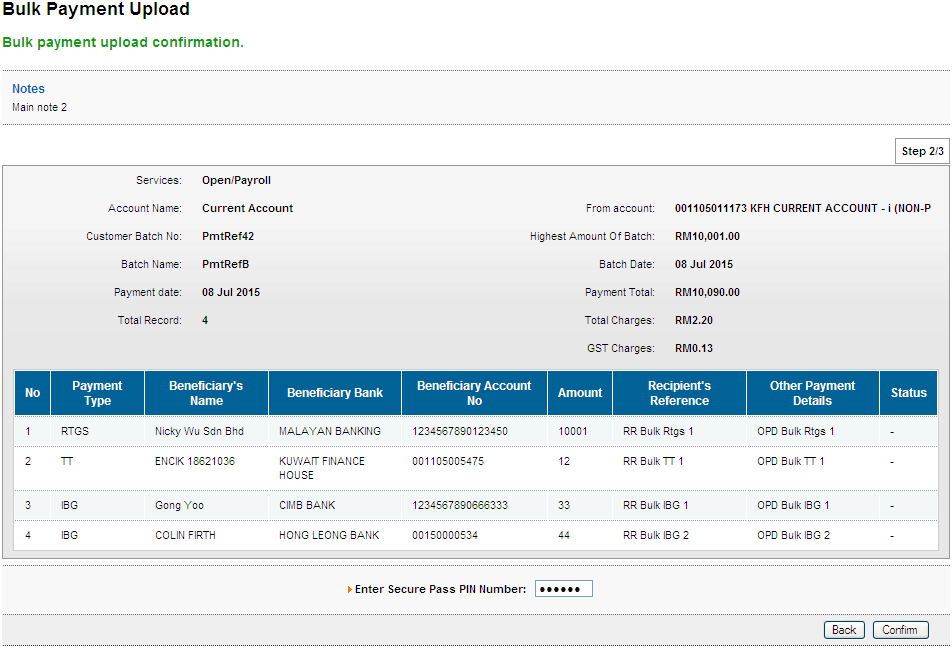 Bulk Payment Upload
Bulk payment upload confirmation.
Notes
Main note 2
Step 2/3
Services: Open/Payroll
Account Name: Current Account From account: 001105011173 KFH CURRENT ACCOUNT - i (NON-P
Customer Batch No: PmtRef42 Highest Amount Of Batch: RM10,001.00
Batch Name: PmtRefB Batch Date: 08 Jul 2015
Payment date: 08 Jul 2015 Payment Total: RM10,090.00
Total Record: 4 Total Charges: RM2.20
GST Charges: RM0.13
No Payment Type Beneficiary's Name Beneficiary Bank Beneficiary Account No Amount Recipient's Reference Other Payment Details Status
1 RTGS Nicky Wu Sdn Bhd MALAYAN BANKING 1234567890123450 10001 RR Bulk Rtgs 1 OPD Bulk Rtgs 1 -
2 TT ENCIK 18621036 KUWAIT FINANCE HOUSE 001105005475 12 RR Bulk TT 1 OPD Bulk TT 1 -
3 IBG Gong Yoo CIMB BANK 1234567890666333 33 RR Bulk IBG 1 OPD Bulk IBG 1 -
4 IBG COLIN FIRTH HONG LEONG BANK 00150000534 44 RR Bulk IBG 2 OPD Bulk IBG 2 -
Enter Secure Pass PIN Number: ●●●●●●
Back Confirm